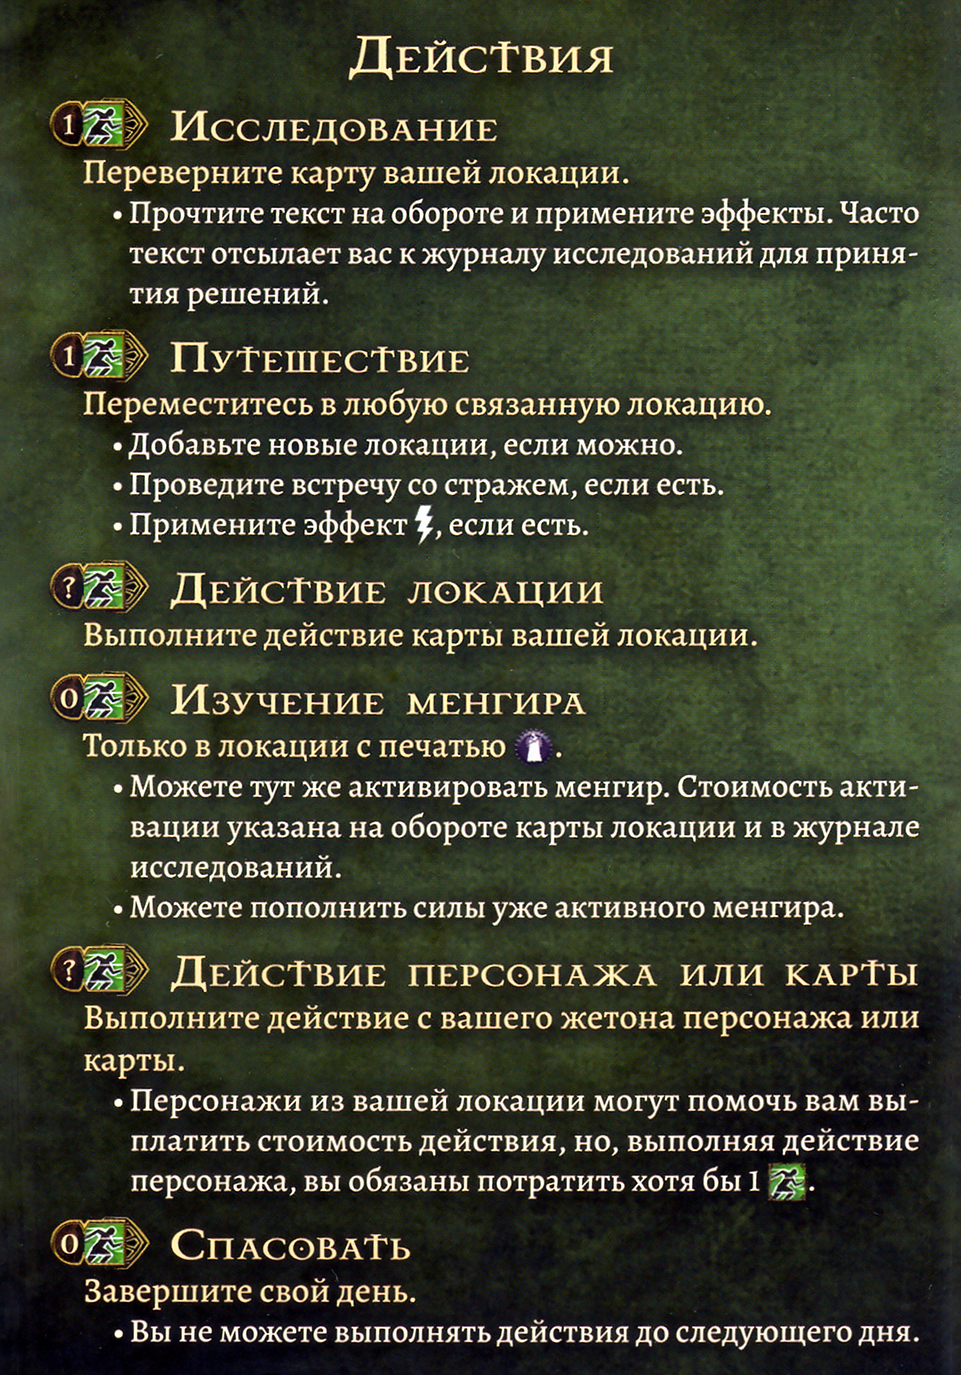 Действия
1 Исследование
Переверните карту вашей локации.
• Прочтите текст на обороте и примените эффекты. Часто
текст отсылает вас к журналу исследований для приня-
тия решений.
1 Путешествие
Переместитесь в любую связанную локацию.
• Добавьте новые локации, если можно.
• Проведите встречу со стражем, если есть.
• Примените эффект , если есть.
? Действие локации
Выполните действие карты вашей локации.
0 Изучение менгира
Только в локации с печатью .
• Можете тут же активировать менгир. Стоимость акти-
вации указана на обороте карты локации и в журнале
исследований.
• Можете пополнить силы уже активного менгира.
? Действие персонажа или карты
Выполните действие с вашего жетона персонажа или
карты.
• Персонажи из вашей локации могут помочь вам вы-
платить стоимость действия, но, выполняя действие
персонажа, вы обязаны потратить хотя бы 1 .
0 Спасовать
Завершите свой день.
• Вы не можете выполнять действия до следующего дня.